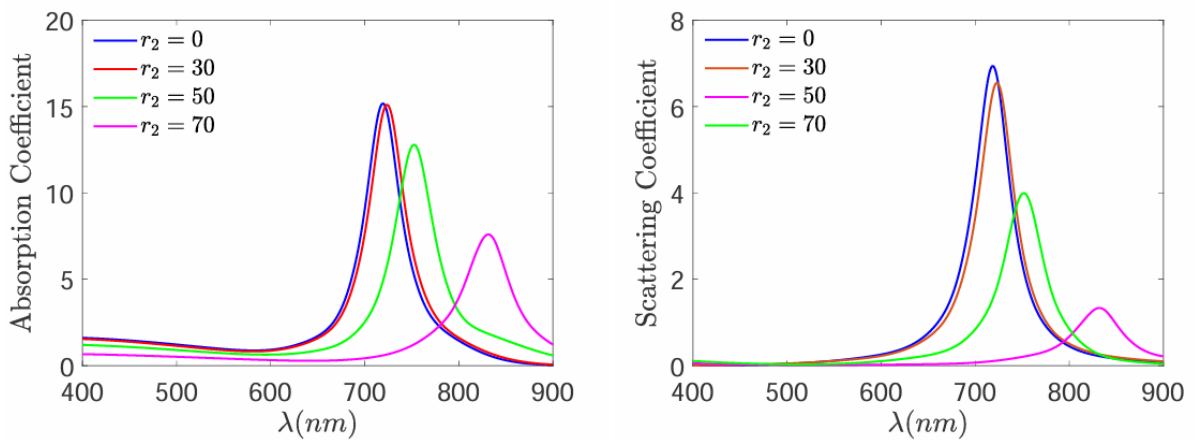 Absorption Coefficient
20
15
10
5
0
r₂ = 0
r₂ = 30
r₂ = 50
r₂ = 70
400 500 600 700 800 900
λ(nm)
Scattering Coefficient
8
6
4
2
0
r₂ = 0
r₂ = 30
r₂ = 50
r₂ = 70
400 500 600 700 800 900
λ(nm)